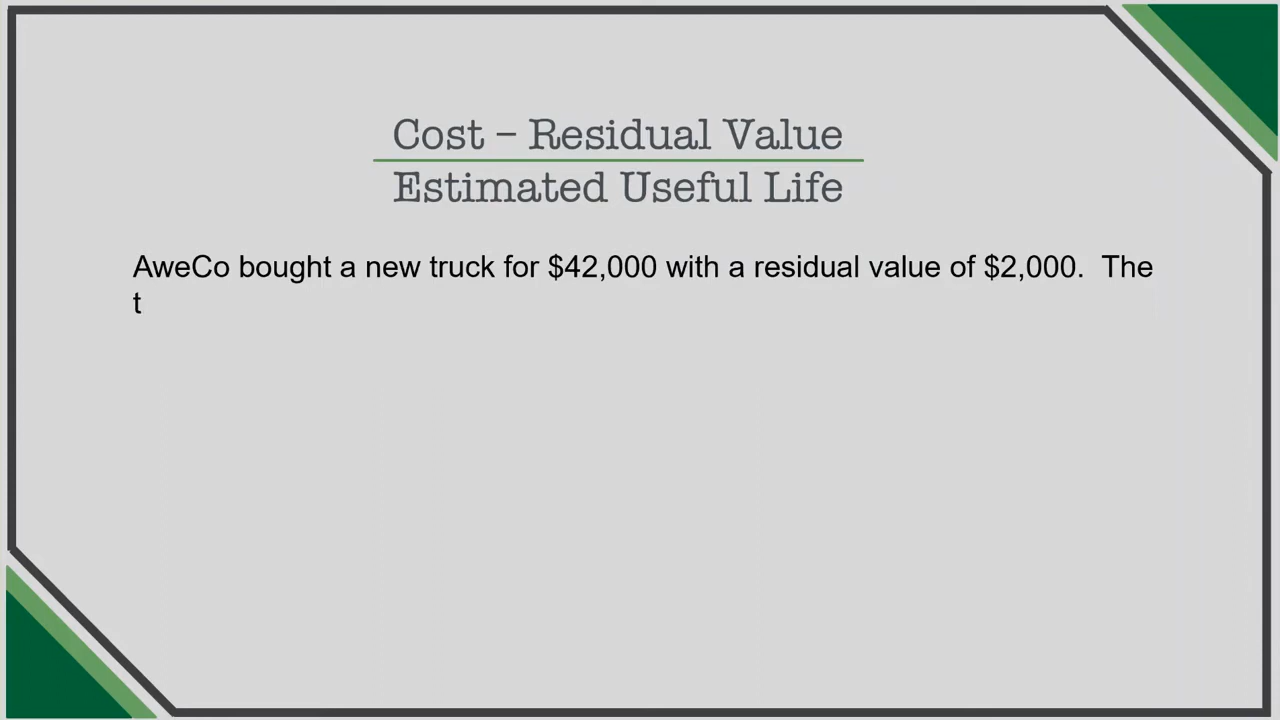 Cost – Residual Value
Estimated Useful Life
AweCo bought a new truck for $42,000 with a residual value of $2,000.  The
t